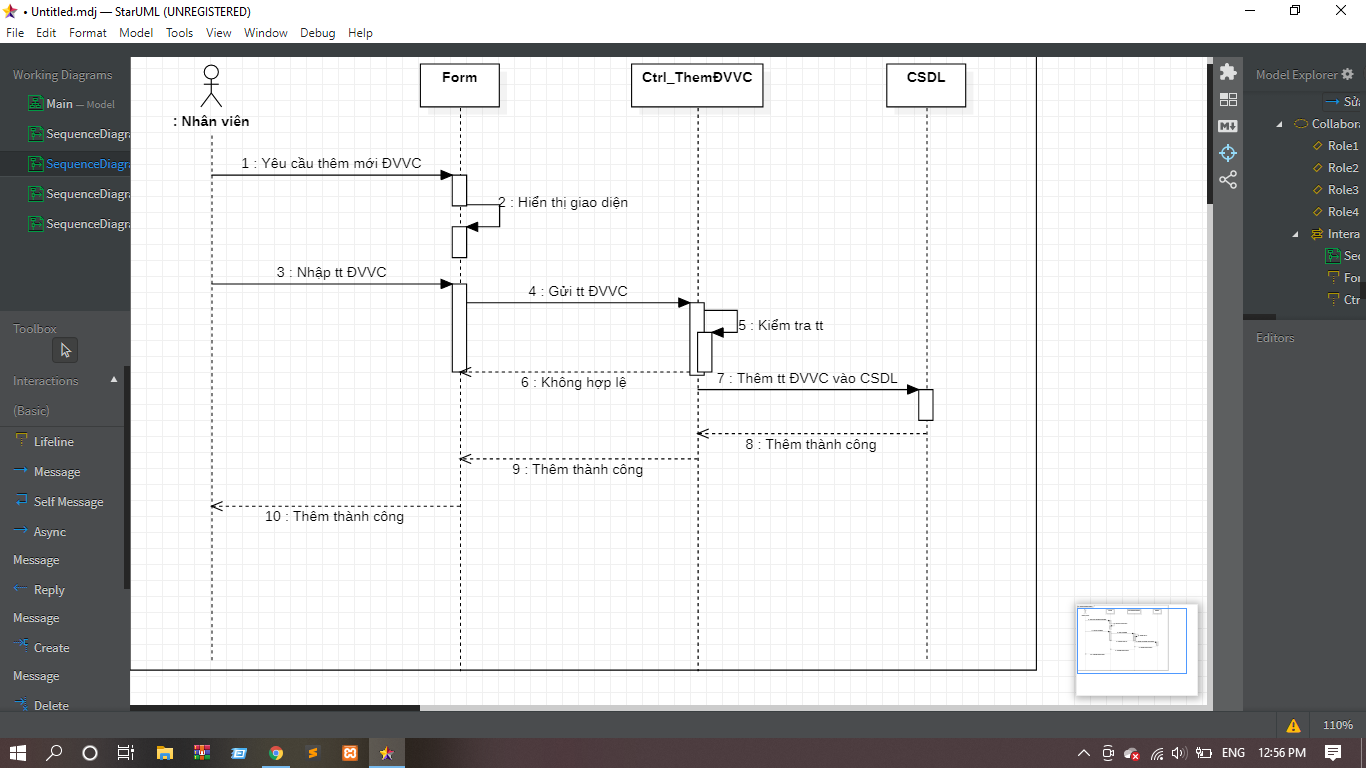 • Untitled.mdj — StarUML (UNREGISTERED)
File Edit Format Model Tools View Window Debug Help
Working Diagrams
Main — Model
SequenceDiagra
SequenceDiagra
SequenceDiagra
SequenceDiagra
Toolbox
Interactions
(Basic)
Lifeline
Message
Self Message
Async
Message
Reply
Message
Create
Message
Delete
: Nhân viên
Form
Ctrl_ThemĐVVC
CSDL
1 : Yêu cầu thêm mới ĐVVC
2 : Hiển thị giao diện
3 : Nhập tt ĐVVC
4 : Gửi tt ĐVVC
5 : Kiểm tra tt
6 : Không hợp lệ
7 : Thêm tt ĐVVC vào CSDL
8 : Thêm thành công
9 : Thêm thành công
10 : Thêm thành công
M
Model Explorer
Sửa
Collabora
Role1
Role2
Role3
Role4
Intera
Sec
For
Ctr
Editors
110%
ENG 12:56 PM